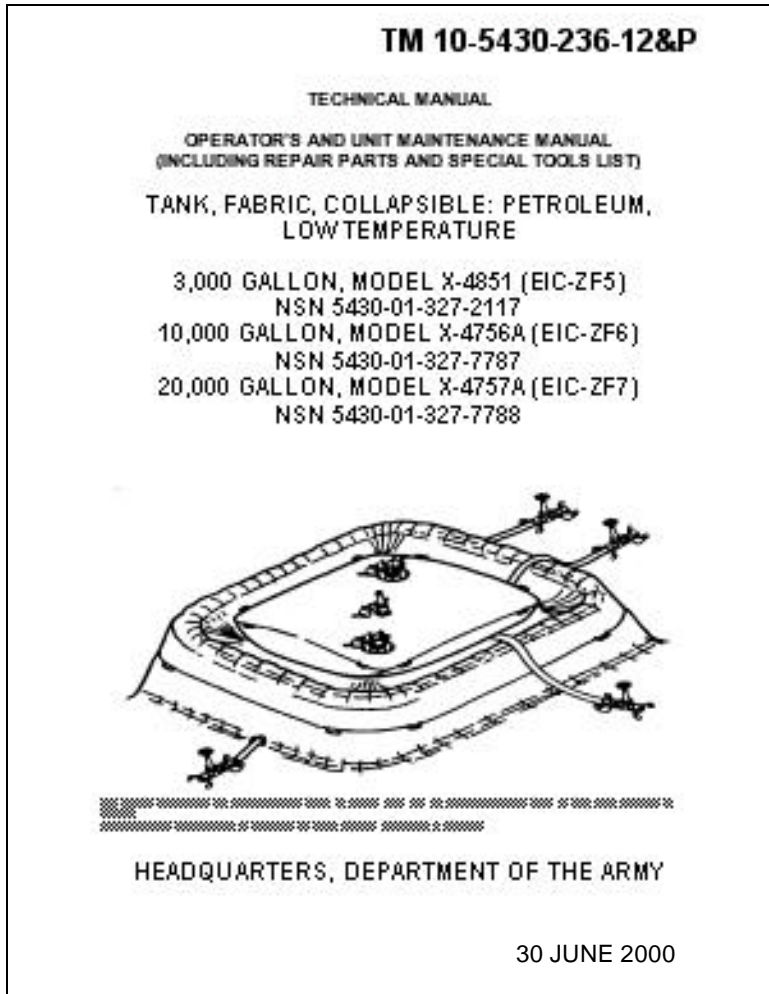 TM 10-5430-236-12&P
TECHNICAL MANUAL
OPERATOR'S AND UNIT MAINTENANCE MANUAL
(INCLUDING REPAIR PARTS AND SPECIAL TOOLS LIST)
TANK, FABRIC, COLLAPSIBLE: PETROLEUM,
LOW TEMPERATURE
3,000 GALLON, MODEL X-4851 (EIC-ZF5)
NSN 5430-01-327-2117
10,000 GALLON, MODEL X-4756A (EIC-ZF6)
NSN 5430-01-327-7787
20,000 GALLON, MODEL X-4757A (EIC-ZF7)
NSN 5430-01-327-7788
HEADQUARTERS, DEPARTMENT OF THE ARMY
30 JUNE 2000